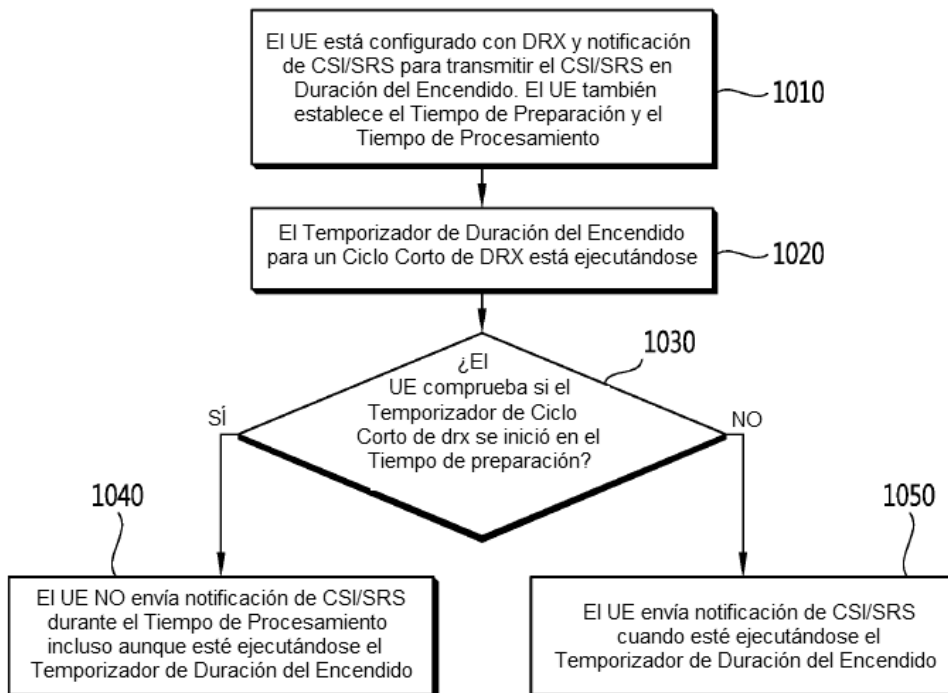 El UE está configurado con DRX y notificación
de CSI/SRS para transmitir el CSI/SRS en
Duración del Encendido. El UE también
establece el Tiempo de Preparación y el
Tiempo de Procesamiento
1010
El Temporizador de Duración del Encendido
para un Ciclo Corto de DRX está ejecutándose
1020
1030
¿El
UE comprueba si el
Temporizador de Ciclo
Corto de drx se inició en el
Tiempo de preparación?
SÍ
NO
1040
1050
El UE NO envía notificación de CSI/SRS
durante el Tiempo de Procesamiento
incluso aunque esté ejecutándose el
Temporizador de Duración del Encendido
El UE envía notificación de CSI/SRS
cuando esté ejecutándose el
Temporizador de Duración del Encendido